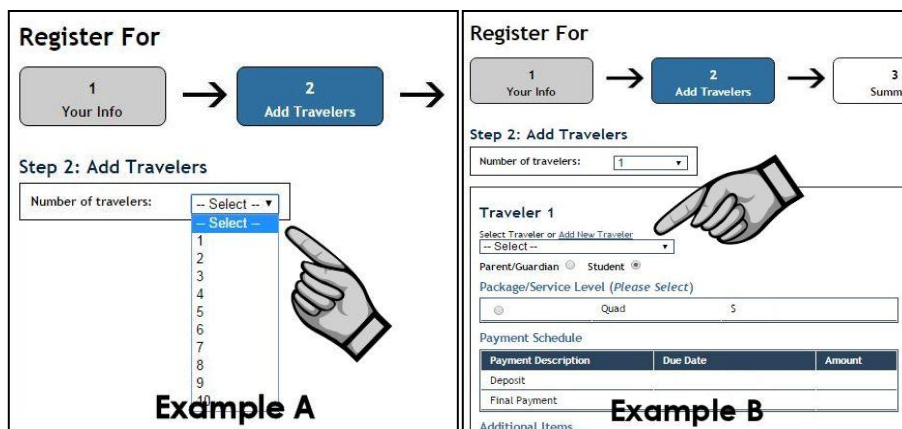 Register For
1
Your Info
2
Add Travelers
Step 2: Add Travelers
Number of travelers: -- Select --
-- Select --
1
2
3
4
5
6
7
8
9
10
Example A
Register For
1
Your Info
2
Add Travelers
3
Summ
Step 2: Add Travelers
Number of travelers: 1
Traveler 1
Select Traveler or Add New Traveler
-- Select --
Parent/Guardian Student
Package/Service Level (Please Select)
Quad $
Payment Schedule
Payment Description Due Date Amount
Deposit
Final Payment
Additional Items
Example B